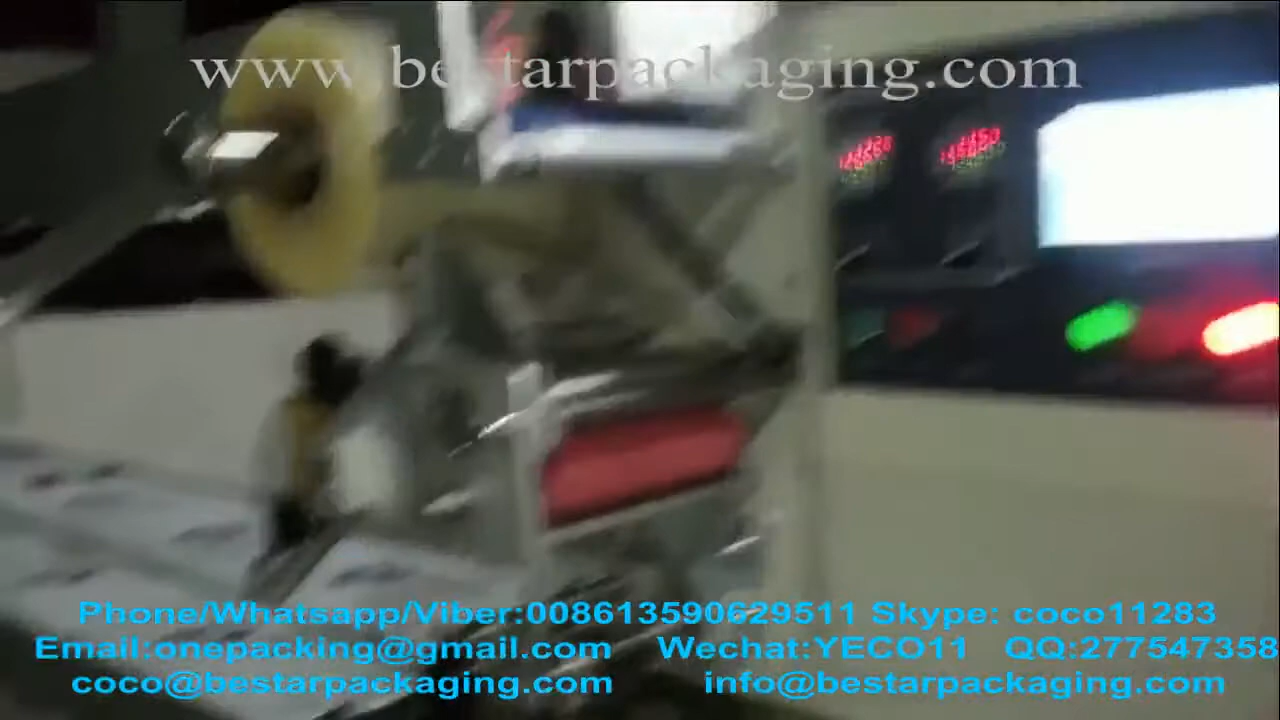 www.bestarpackaging.com
Phone/Whatsapp/Viber:008613590629511 Skype: coco11283
Email:onepacking@gmail.com Wechat:YECO11 QQ:277547358
coco@bestarpackaging.com info@bestarpackaging.com